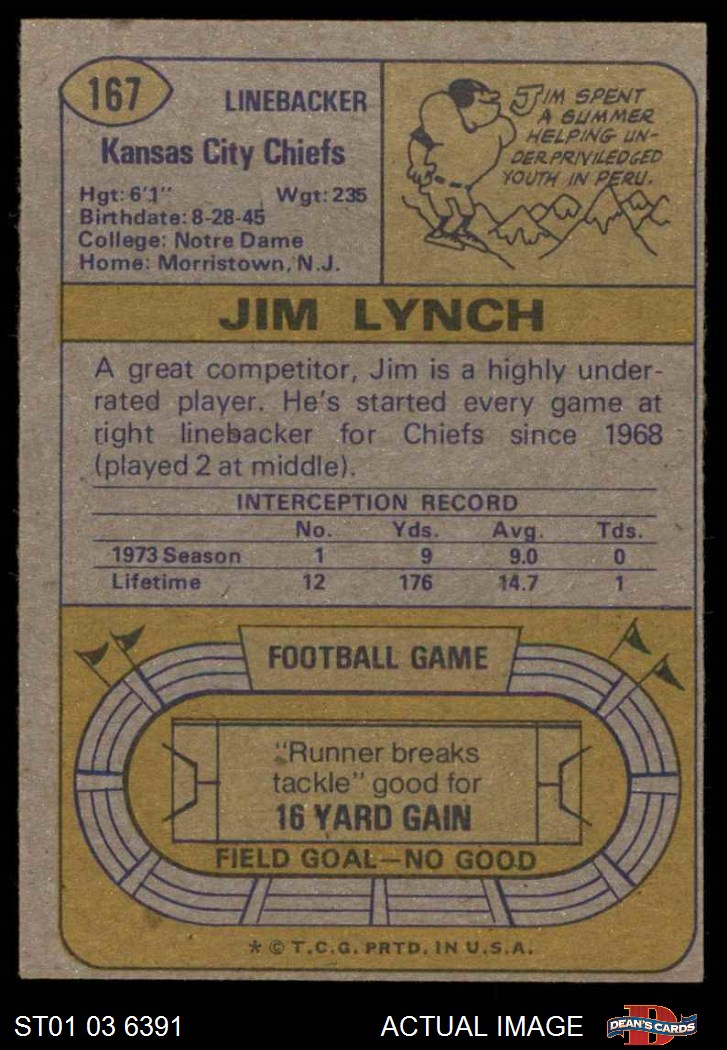 167
LINEBACKER
Kansas City Chiefs
Hgt: 6'1" Wgt: 235
Birthdate: 8-28-45
College: Notre Dame
Home: Morristown, N.J.
JIM SPENT
A SUMMER
HELPING UN-
DERPRIVILEDGED
YOUTH IN PERU.
JIM LYNCH
A great competitor, Jim is a highly under-
rated player. He's started every game at
right linebacker for Chiefs since 1968
(played 2 at middle).
INTERCEPTION RECORD
No. Yds. Avg. Tds.
1973 Season 1 9 9.0 0
Lifetime 12 176 14.7 1
FOOTBALL GAME
"Runner breaks
tackle" good for
16 YARD GAIN
FIELD GOAL—NO GOOD
* © T.C.G. PRTD. IN U.S.A.
ST01 03 6391
ACTUAL IMAGE
D
DEAN'S CARDS